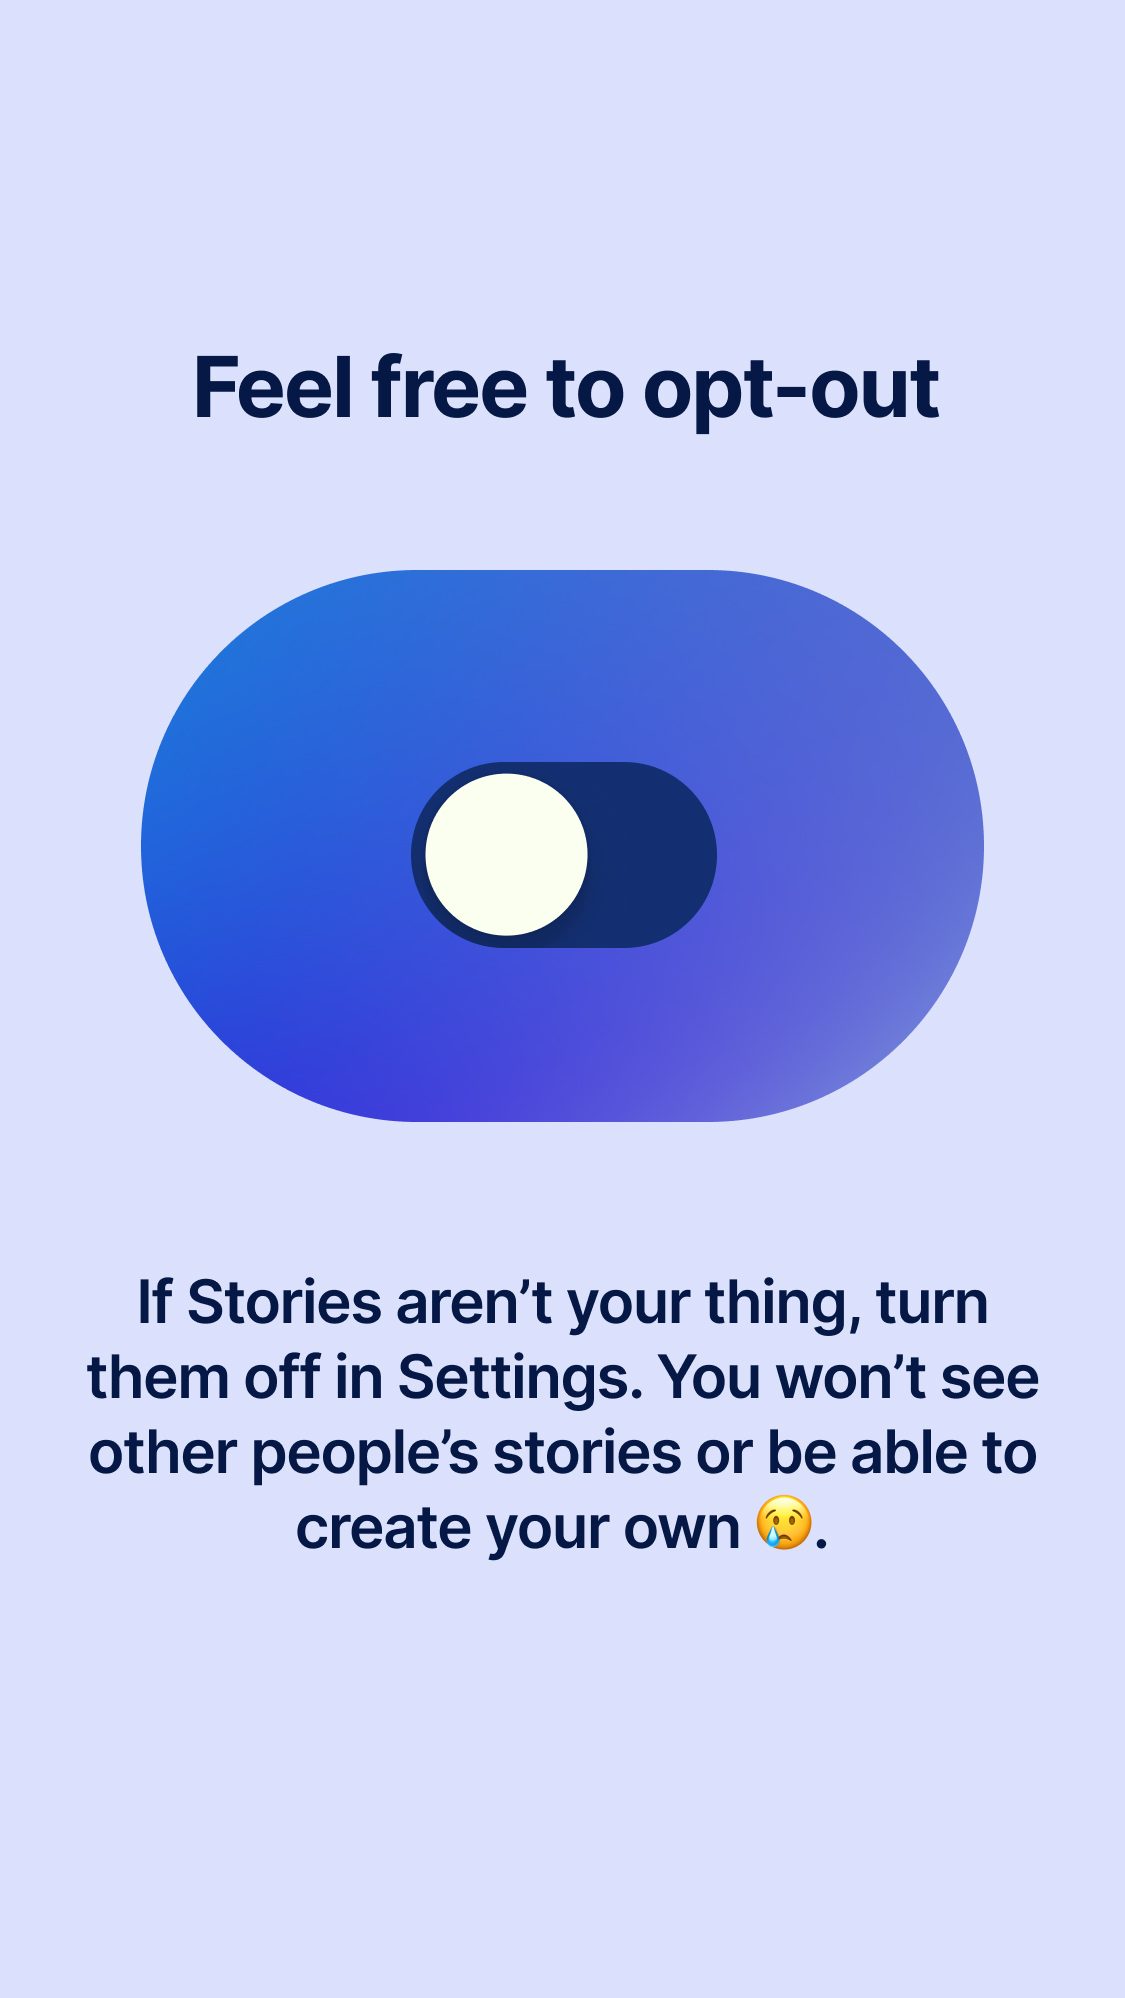 Feel free to opt-out
If Stories aren’t your thing, turn
them off in Settings. You won’t see
other people’s stories or be able to
create your own 😢.